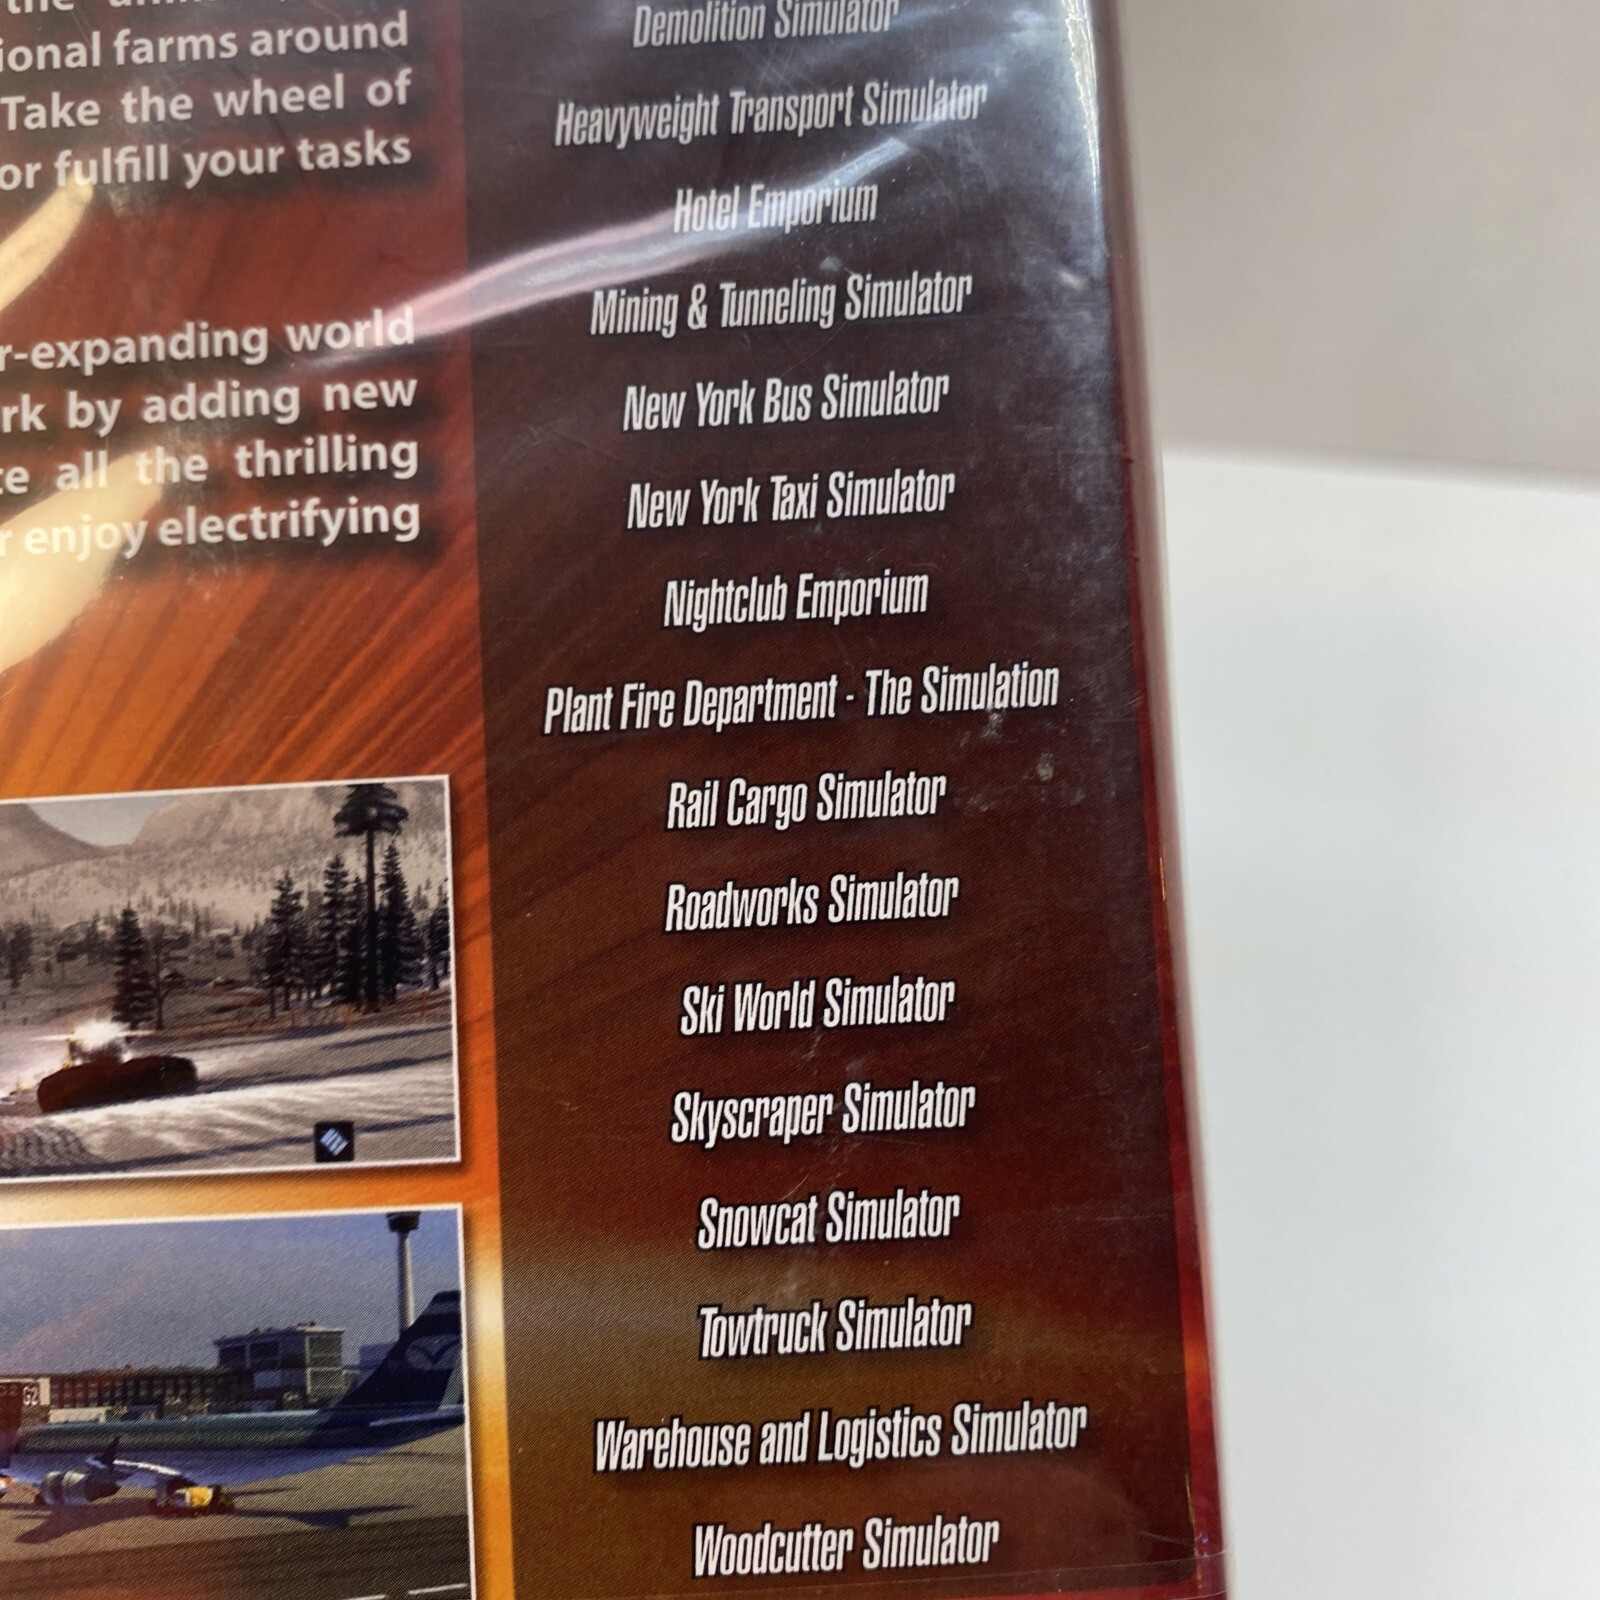 the
ional farms around
Take the wheel of
or fulfill your tasks
r-expanding world
rk by adding new
te all the thrilling
r enjoy electrifying
Demolition Simulator
Heavyweight Transport Simulator
Hotel Emporium
Mining & Tunneling Simulator
New York Bus Simulator
New York Taxi Simulator
Nightclub Emporium
Plant Fire Department - The Simulation
Rail Cargo Simulator
Roadworks Simulator
Ski World Simulator
Skyscraper Simulator
Snowcat Simulator
Towtruck Simulator
Warehouse and Logistics Simulator
Woodcutter Simulator
G2